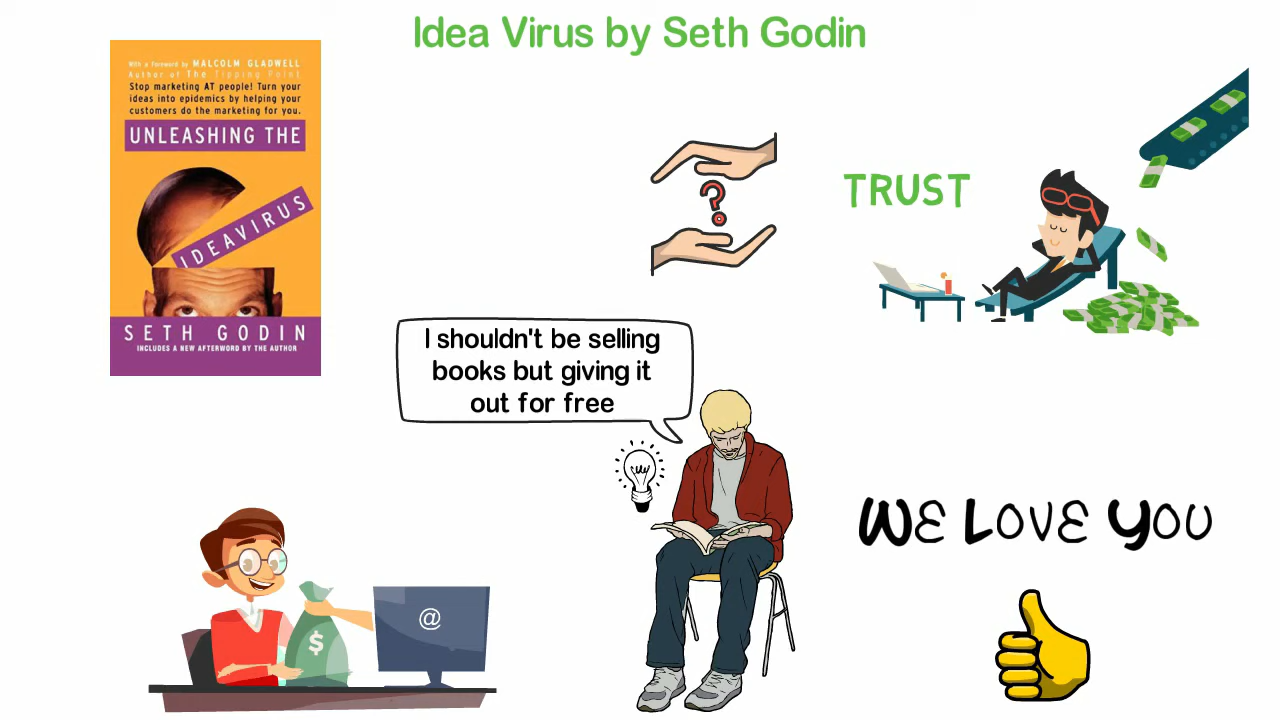 Idea Virus by Seth Godin
With a Foreword by MALCOLM GLADWELL
Author of The Tipping Point
Stop marketing AT people! Turn your
ideas into epidemics by helping your
customers do the marketing for you.
UNLEASHING THE
IDEAVIRUS
SETH GODIN
INCLUDES A NEW AFTERWORD BY THE AUTHOR
?
TRUST
I shouldn't be selling
books but giving it
out for free
WE LOVE YOU
$
@